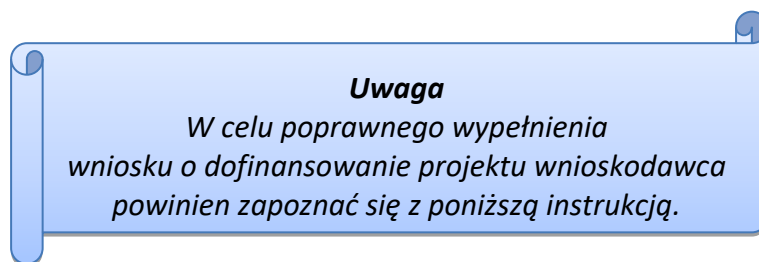 Uwaga
W celu poprawnego wypełnienia
wniosku o dofinansowanie projektu wnioskodawca
powinien zapoznać się z poniższą instrukcją.